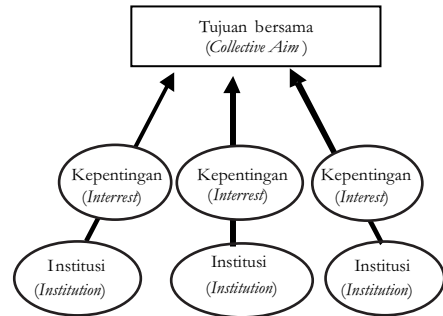 Tujuan bersama
(Collective Aim)
Kepentingan
(Interrest)
Kepentingan
(Interrest)
Kepentingan
(Interest)
Institusi
(Institution)
Institusi
(Institution)
Institusi
(Institution)